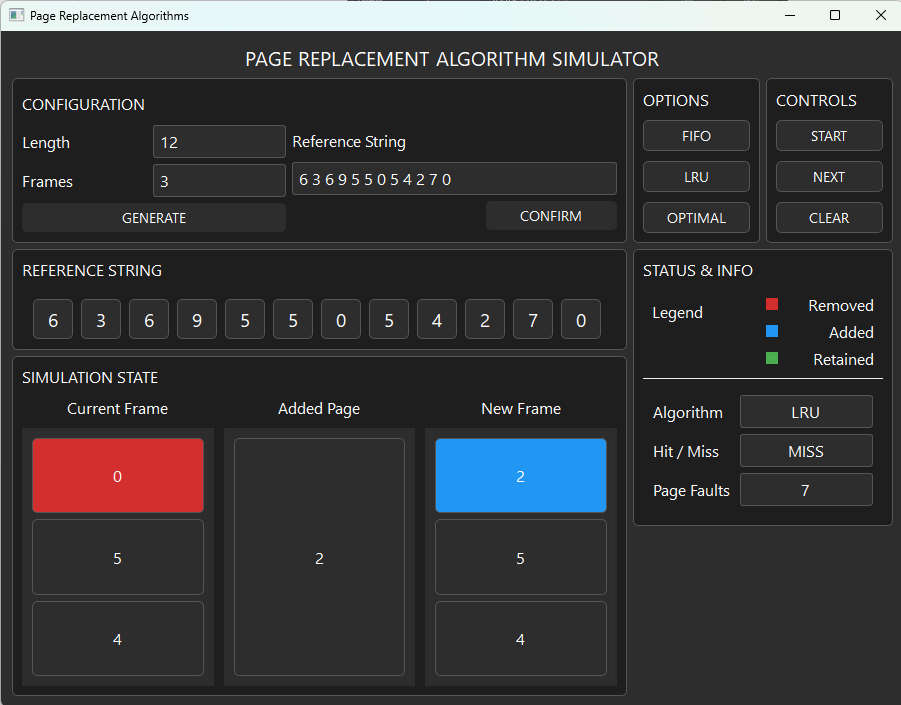 Page Replacement Algorithms
PAGE REPLACEMENT ALGORITHM SIMULATOR
CONFIGURATION
Length 12 Reference String
Frames 3 6 3 6 9 5 5 0 5 4 2 7 0
GENERATE CONFIRM
OPTIONS
FIFO
LRU
OPTIMAL
CONTROLS
START
NEXT
CLEAR
REFERENCE STRING
6 3 6 9 5 5 0 5 4 2 7 0
SIMULATION STATE
Current Frame Added Page New Frame
0 2
5 2 5
4 4
STATUS & INFO
Legend Removed
Added
Retained
Algorithm LRU
Hit / Miss MISS
Page Faults 7